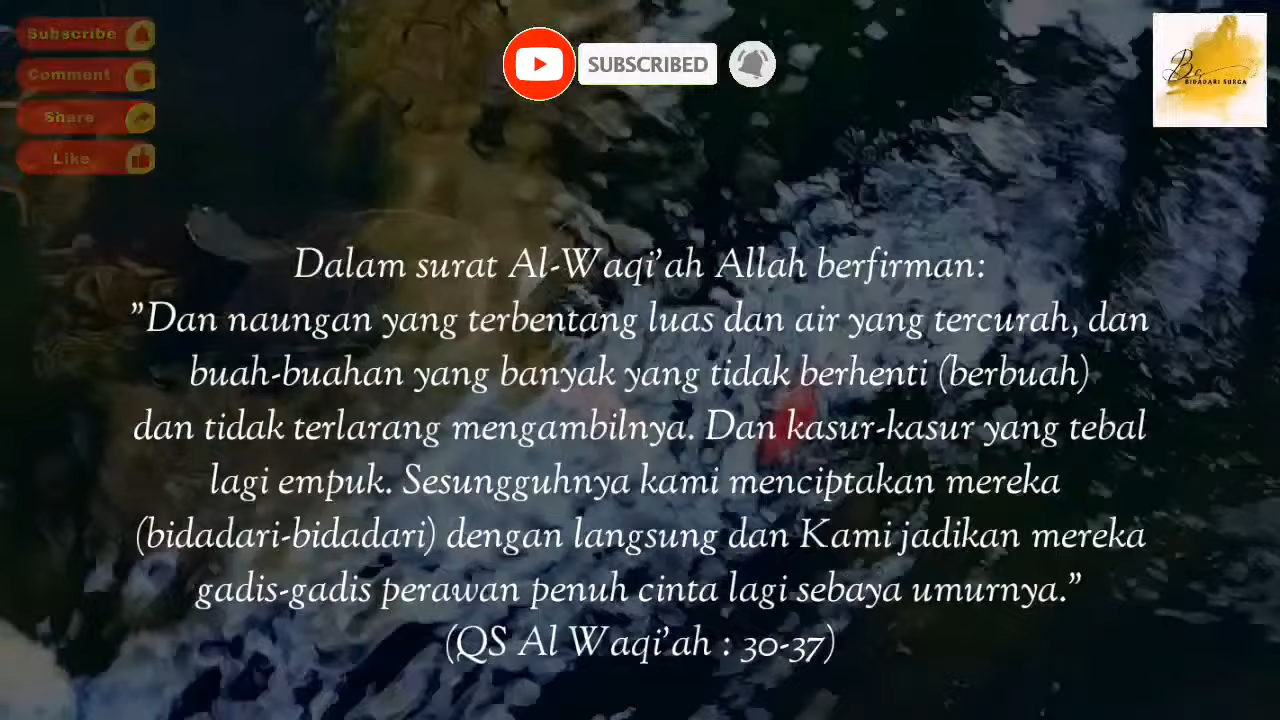 Subscribe
Comment
Share
Like
SUBSCRIBED
Bs
BIDADARI SURGA
Dalam surat Al-Waqi’ah Allah berfirman:
”Dan naungan yang terbentang luas dan air yang tercurah, dan
buah-buahan yang banyak yang tidak berhenti (berbuah)
dan tidak terlarang mengambilnya. Dan kasur-kasur yang tebal
lagi empuk. Sesungguhnya kami menciptakan mereka
(bidadari-bidadari) dengan langsung dan Kami jadikan mereka
gadis-gadis perawan penuh cinta lagi sebaya umurnya.”
(QS Al Waqi’ah : 30-37)